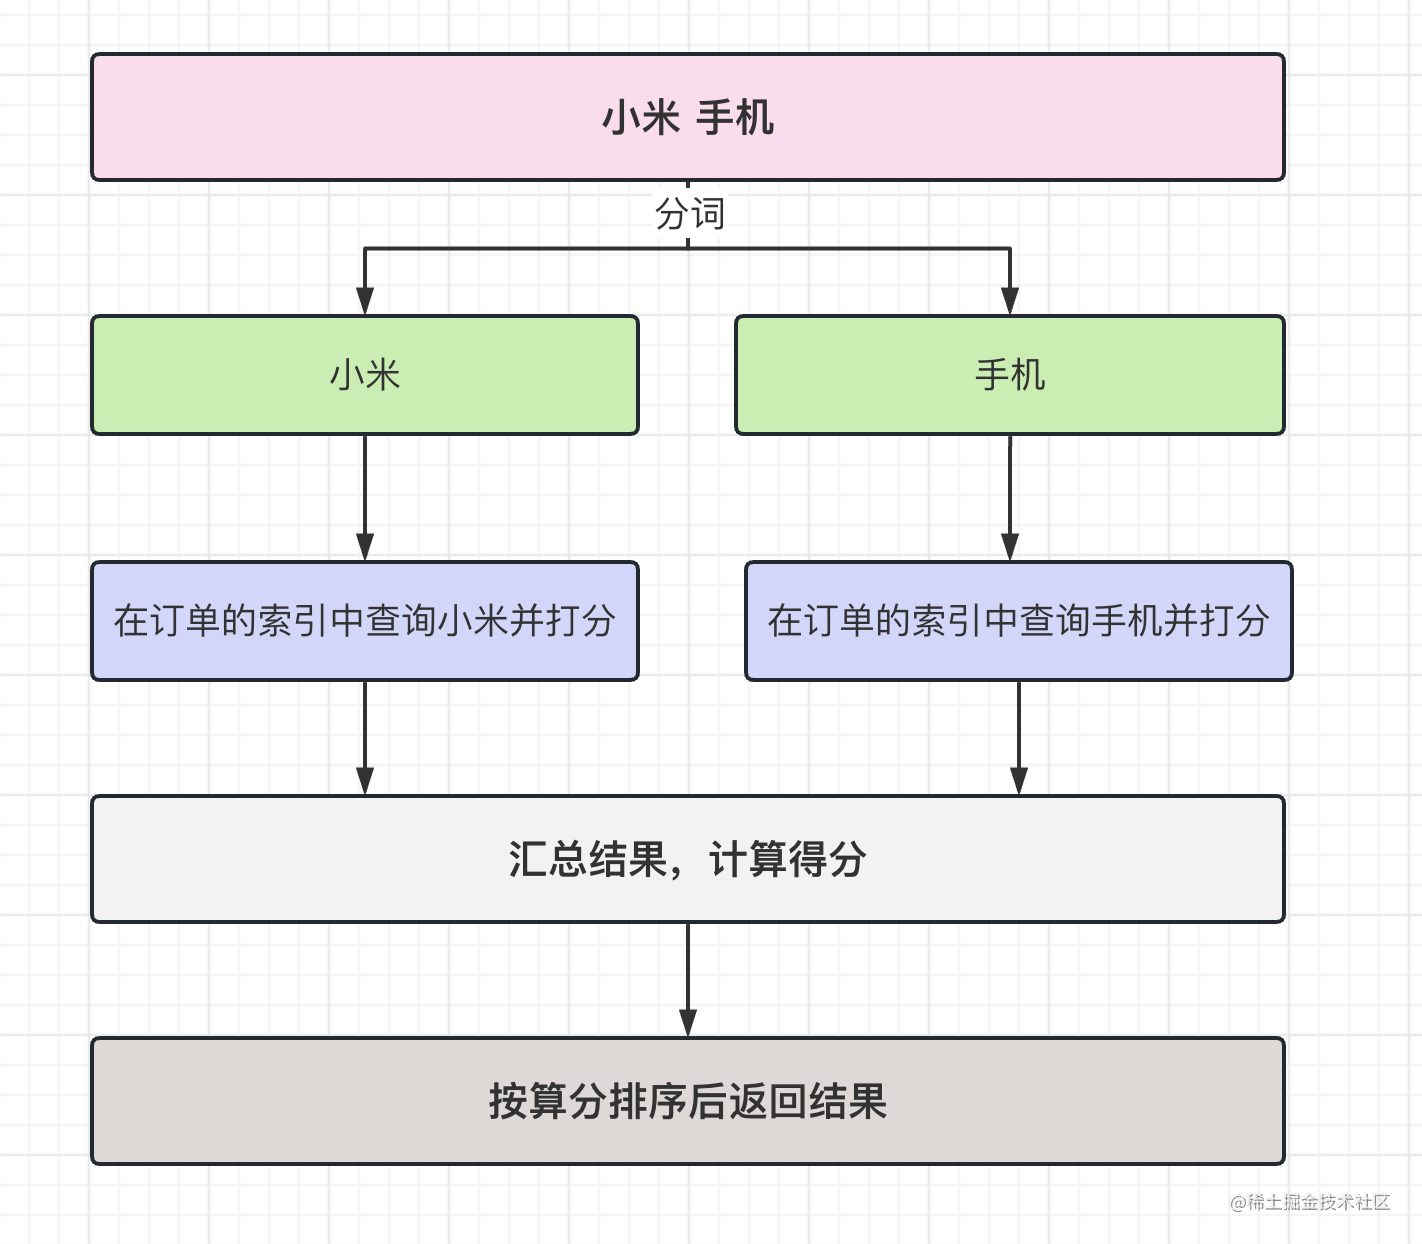 小米 手机
分词
小米
手机
在订单的索引中查询小米并打分
在订单的索引中查询手机并打分
汇总结果，计算得分
按算分排序后返回结果
@稀土掘金技术社区